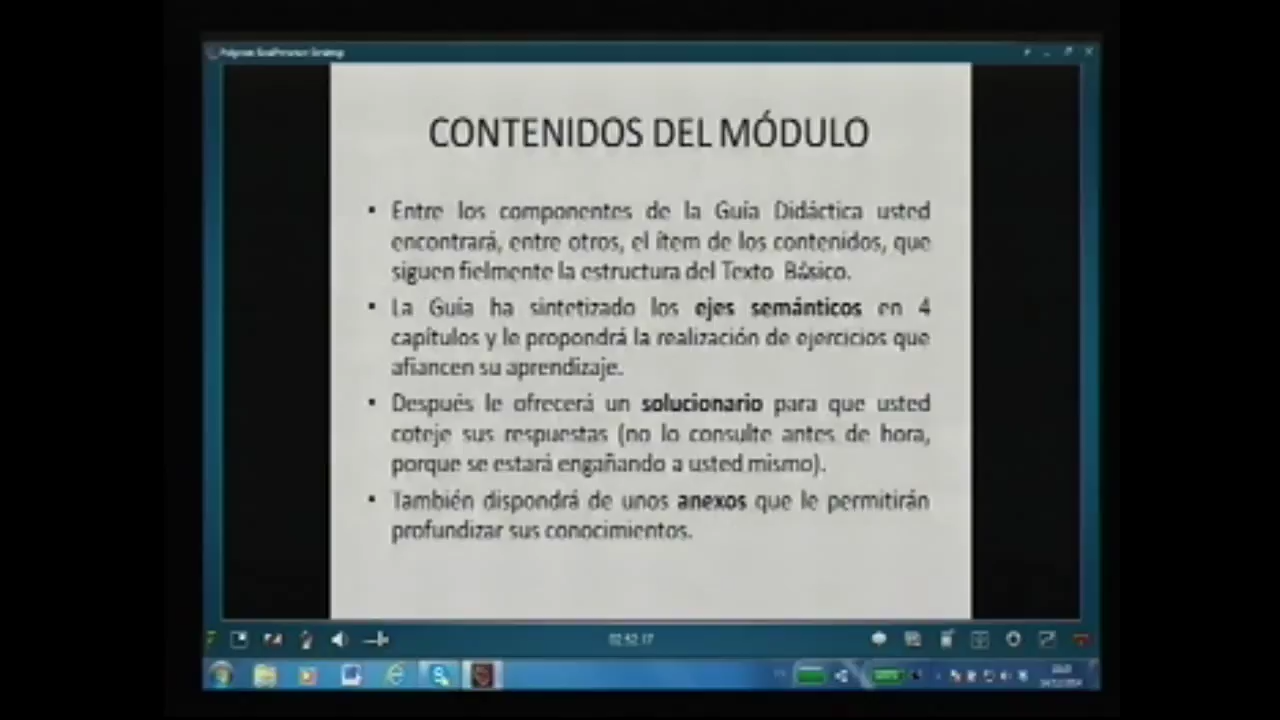 CONTENIDOS DEL MÓDULO
• Entre los componentes de la Guía Didáctica usted
encontrará, entre otros, el ítem de los contenidos, que
siguen fielmente la estructura del Texto Básico.
• La Guía ha sintetizado los ejes semánticos en 4
capítulos y le propondrá la realización de ejercicios que
afiancen su aprendizaje.
• Después le ofrecerá un solucionario para que usted
coteje sus respuestas (no lo consulte antes de hora,
porque se estará engañando a usted mismo).
• También dispondrá de unos anexos que le permitirán
profundizar sus conocimientos.
02:52:17